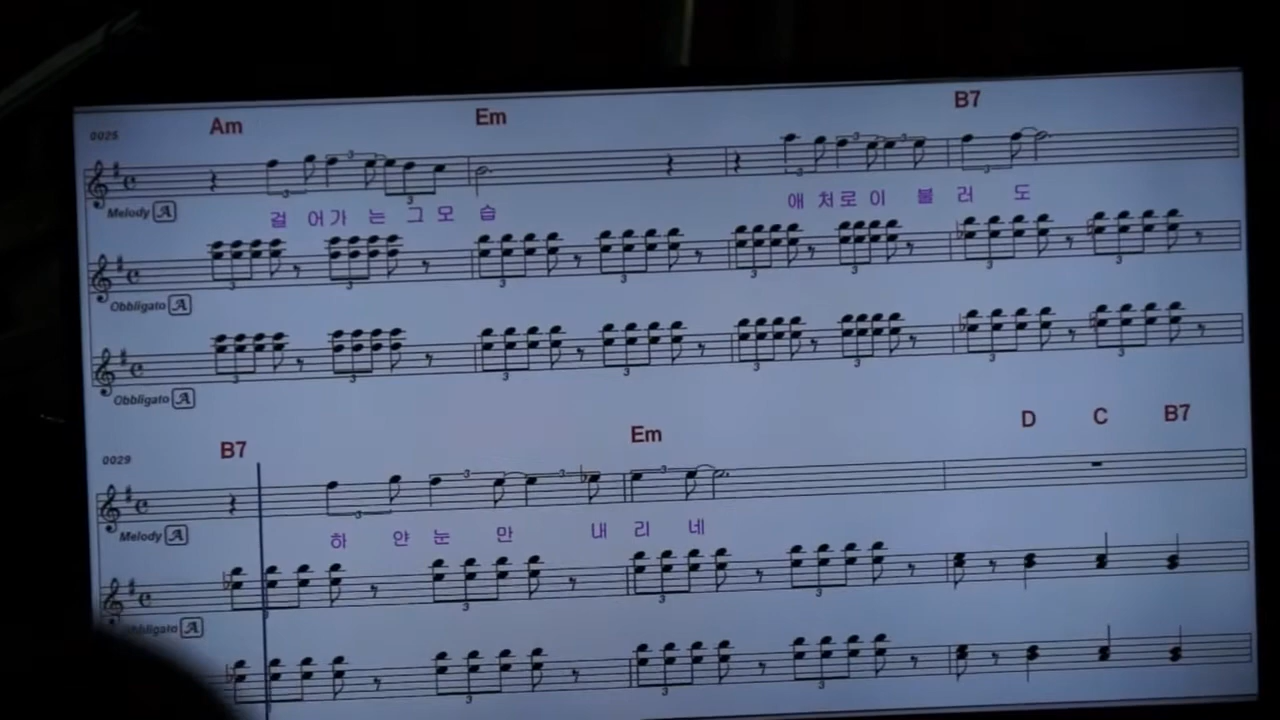 Am Em B7
0025
Melody A
걸 어가 는 그 모 습 애 처로 이 불 러 도
Obbligato A
Obbligato A
B7 Em D C B7
0029
Melody A
하 얀 눈 만 내 리 네
Obbligato A